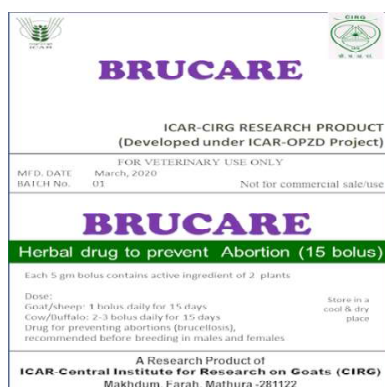 ICAR
CIRG
BRUCARE
ICAR-CIRG RESEARCH PRODUCT
(Developed under ICAR-OPZD Project)
FOR VETERINARY USE ONLY
MFD. DATE March, 2020
BATCH No. 01 Not for commercial sale/use
BRUCARE
Herbal drug to prevent Abortion (15 bolus)
Each 5 gm bolus contains active ingredient of 2 plants
Dose:
Goat/sheep: 1 bolus daily for 15 days
Cow/Buffalo: 2-3 bolus daily for 15 days
Drug for preventing abortions (brucellosis),
recommended before breeding in males and females
Store in a
cool & dry
place
A Research Product of
ICAR-Central Institute for Research on Goats (CIRG)
Makhdum, Farah, Mathura -281122